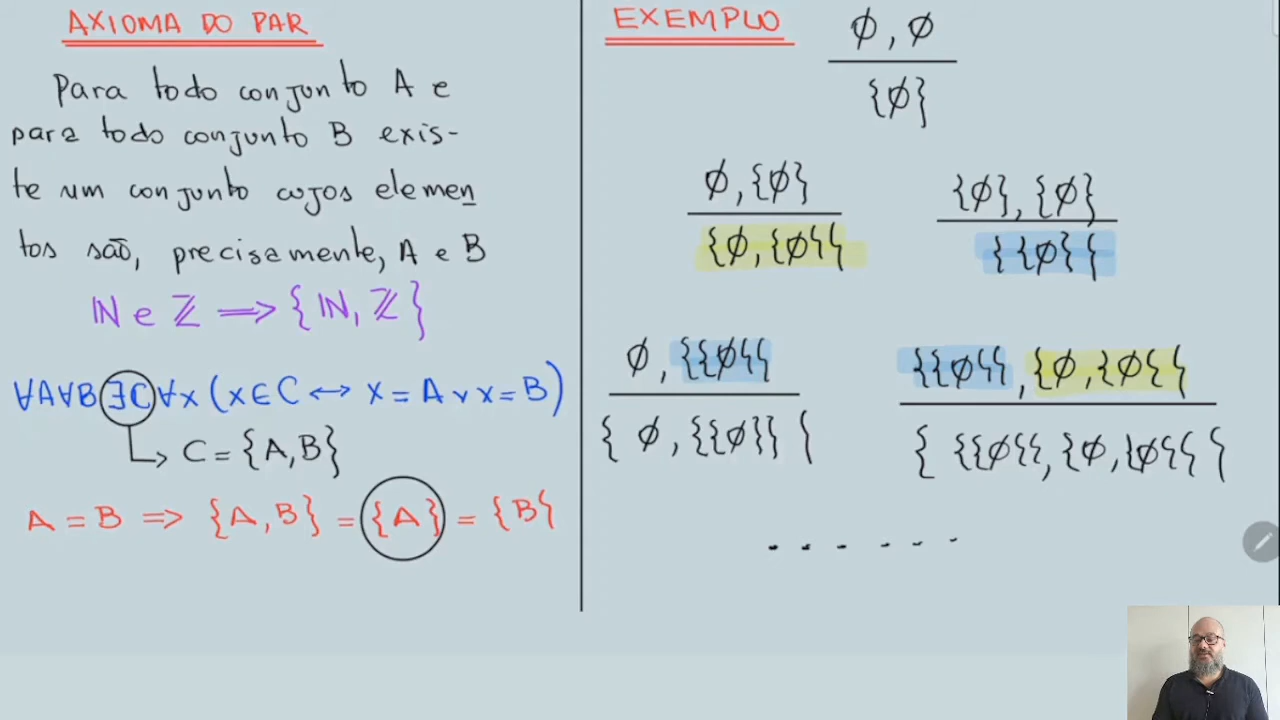 AXIOMA DO PAR
Para todo conjunto A e
para todo conjunto B exis-
te um conjunto cujos elemen
tos são, precisamente, A e B
ℕ e ℤ ⟹ {ℕ, ℤ}
∀A∀B ∃C ∀x (x ∈ C ↔ x = A ∨ x = B)
↳ C = {A, B}
A = B ⟹ {A, B} = {A} = {B}
EXEMPLO
∅, ∅
{∅}
∅, {∅}
{∅, {∅}}
{∅}, {∅}
{{∅}}
∅, {{∅}}
{∅, {{∅}}}
{{∅}}, {∅, {∅}}
{{{∅}}, {∅, {∅}}}
......